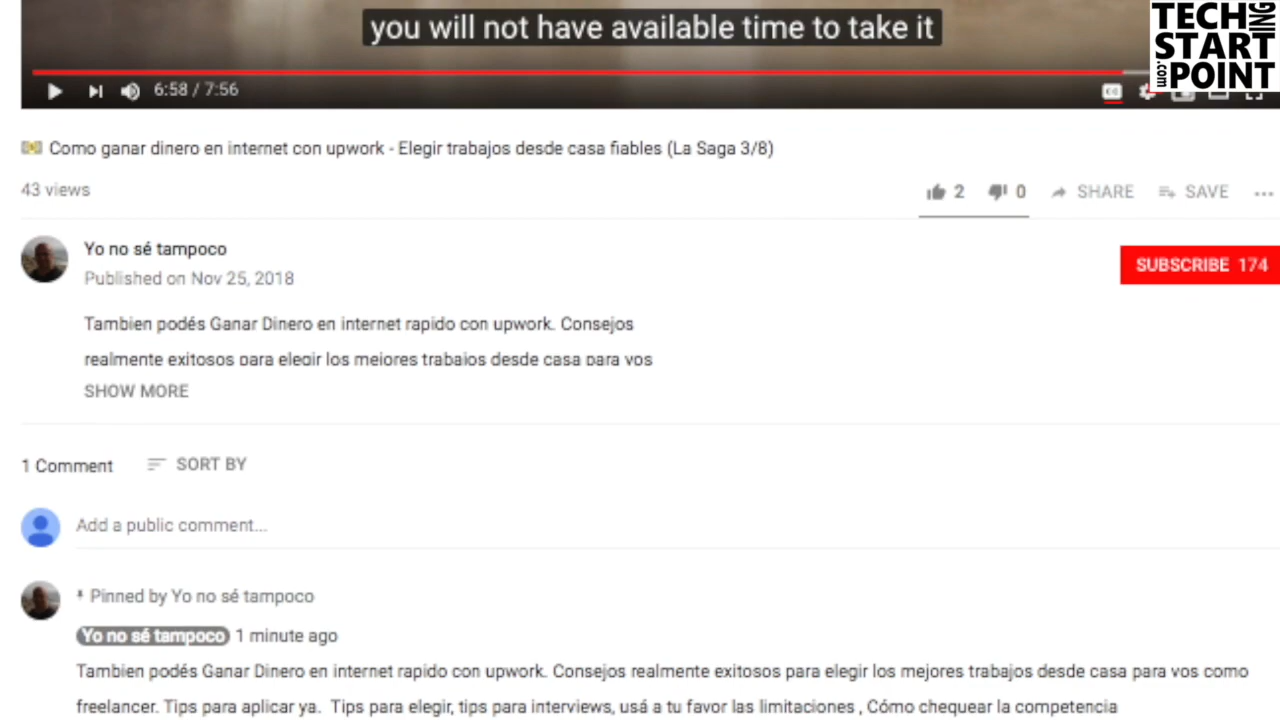 you will not have available time to take it
TECH
START
POINT
ING
.com
6:58 / 7:56
Como ganar dinero en internet con upwork - Elegir trabajos desde casa fiables (La Saga 3/8)
43 views
2 0 SHARE SAVE ...
Yo no sé tampoco
Published on Nov 25, 2018
SUBSCRIBE 174
Tambien podés Ganar Dinero en internet rapido con upwork. Consejos
realmente exitosos para elegir los mejores trabajos desde casa para vos
SHOW MORE
1 Comment SORT BY
Add a public comment...
Pinned by Yo no sé tampoco
Yo no sé tampoco 1 minute ago
Tambien podés Ganar Dinero en internet rapido con upwork. Consejos realmente exitosos para elegir los mejores trabajos desde casa para vos como
freelancer. Tips para aplicar ya. Tips para elegir, tips para interviews, usá a tu favor las limitaciones , Cómo chequear la competencia